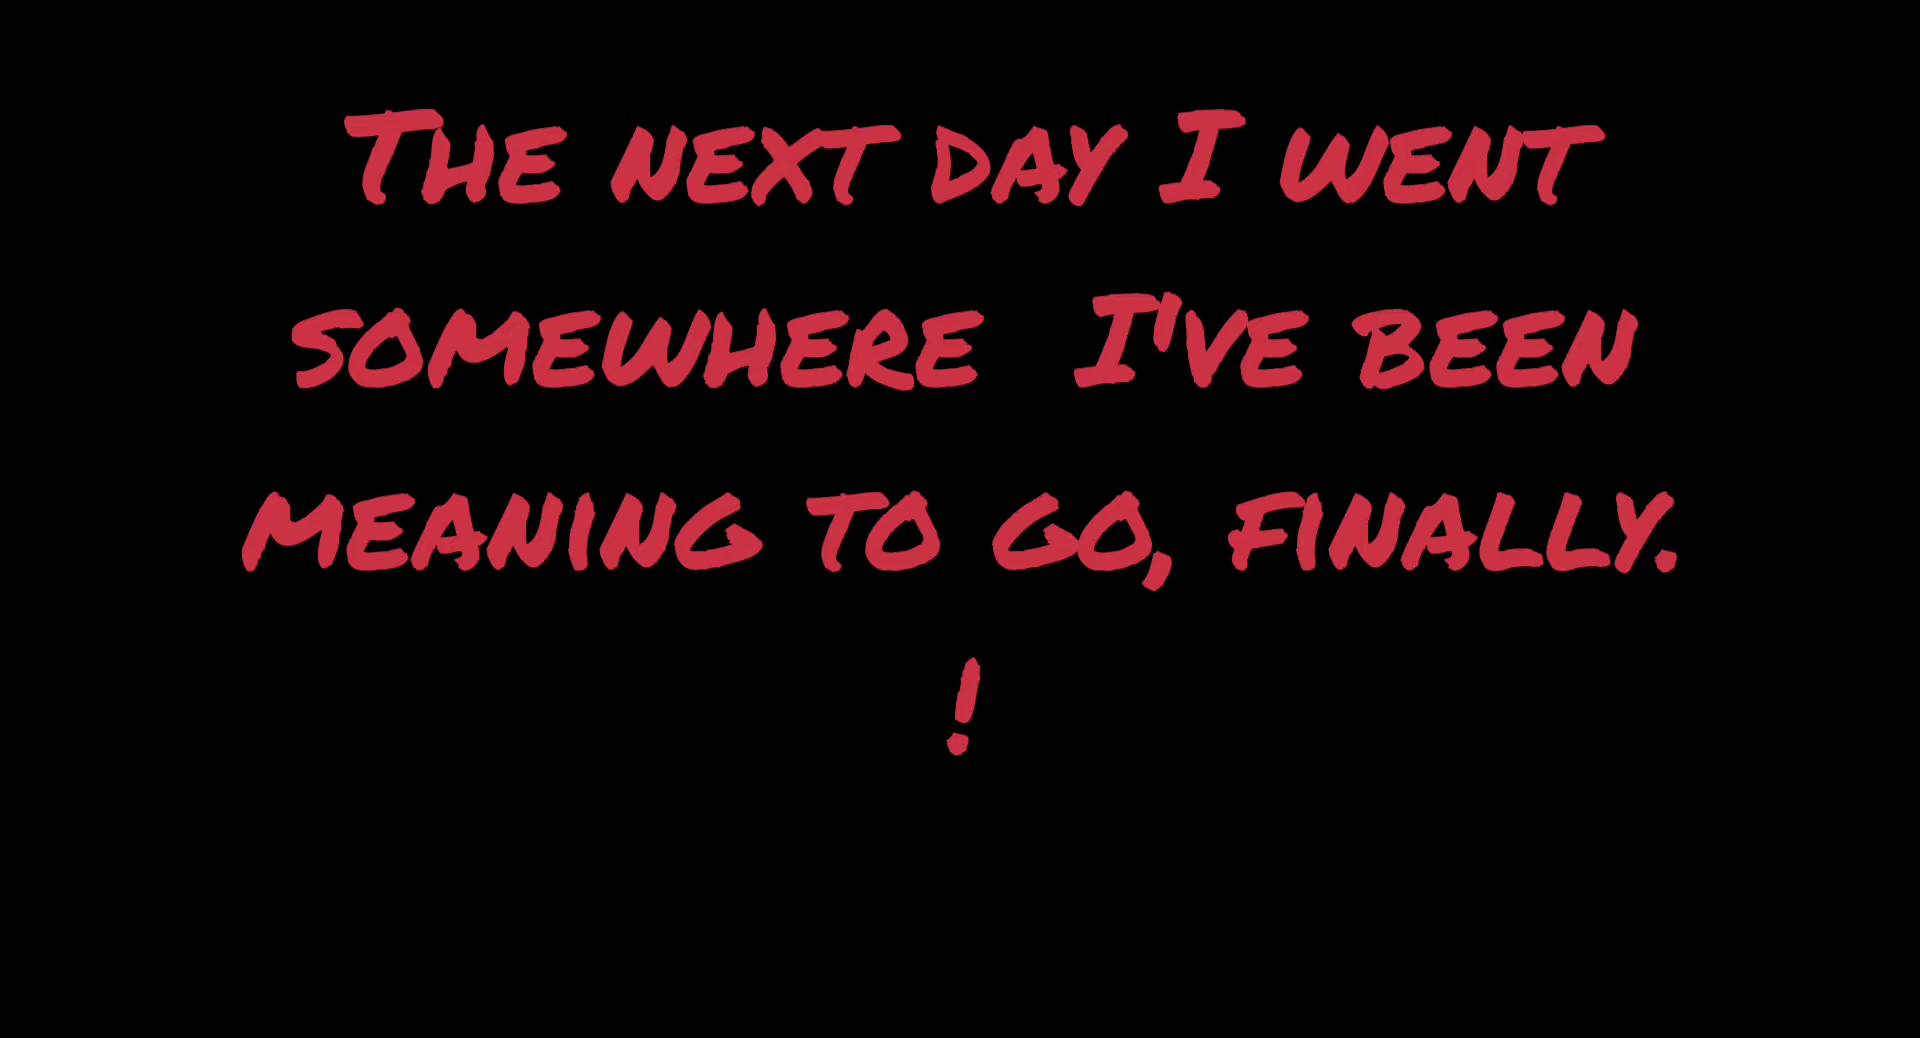 The next day I went
somewhere  I've been
meaning to go, finally.
!